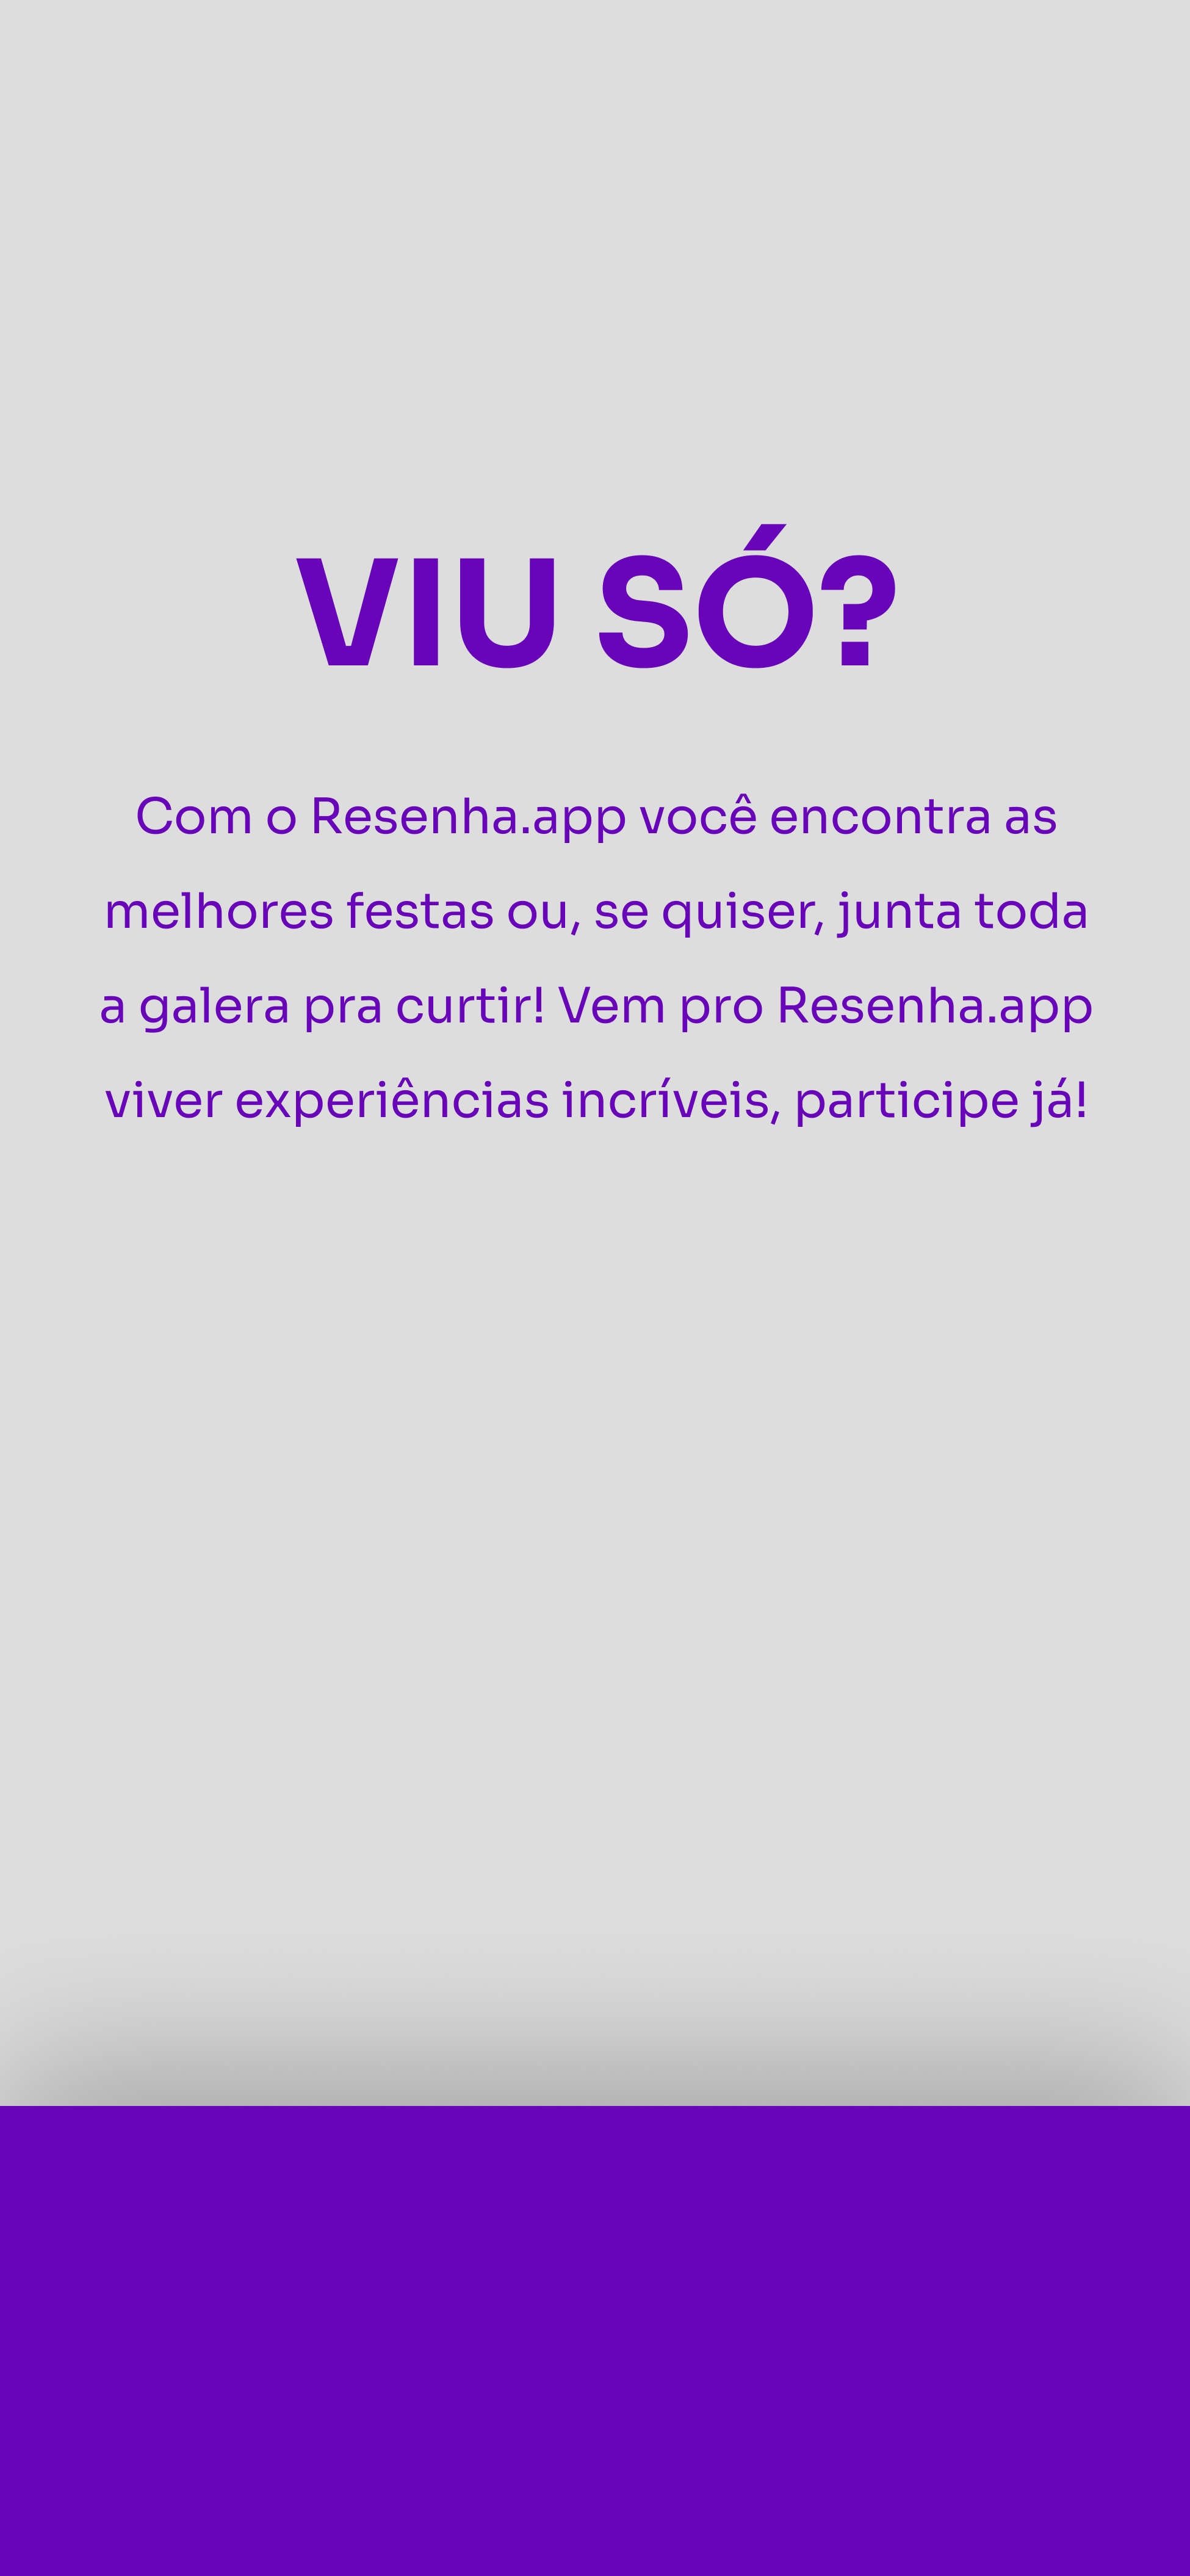 VIU SÓ?
Com o Resenha.app você encontra as
melhores festas ou, se quiser, junta toda
a galera pra curtir! Vem pro Resenha.app
viver experiências incríveis, participe já!